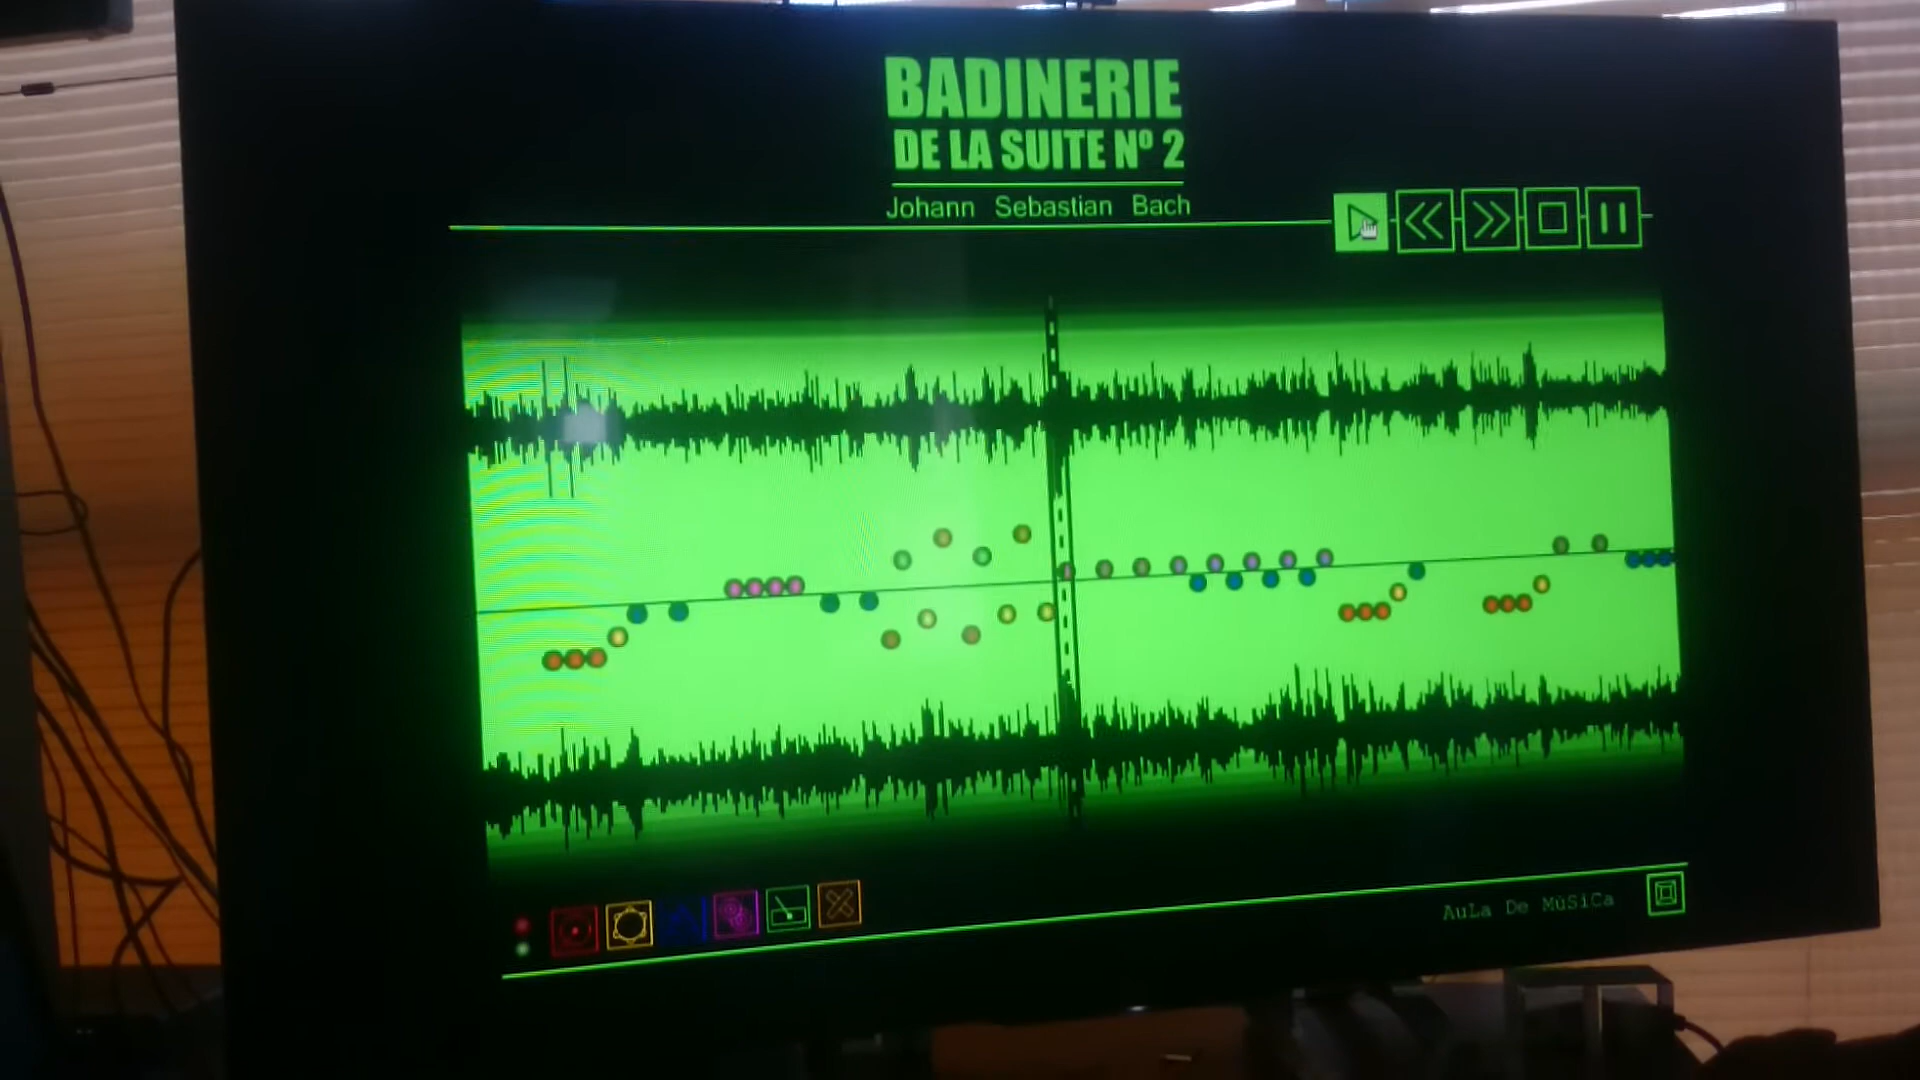 BADINERIE
DE LA SUITE Nº 2
Johann Sebastian Bach
AuLa De MúSiCa